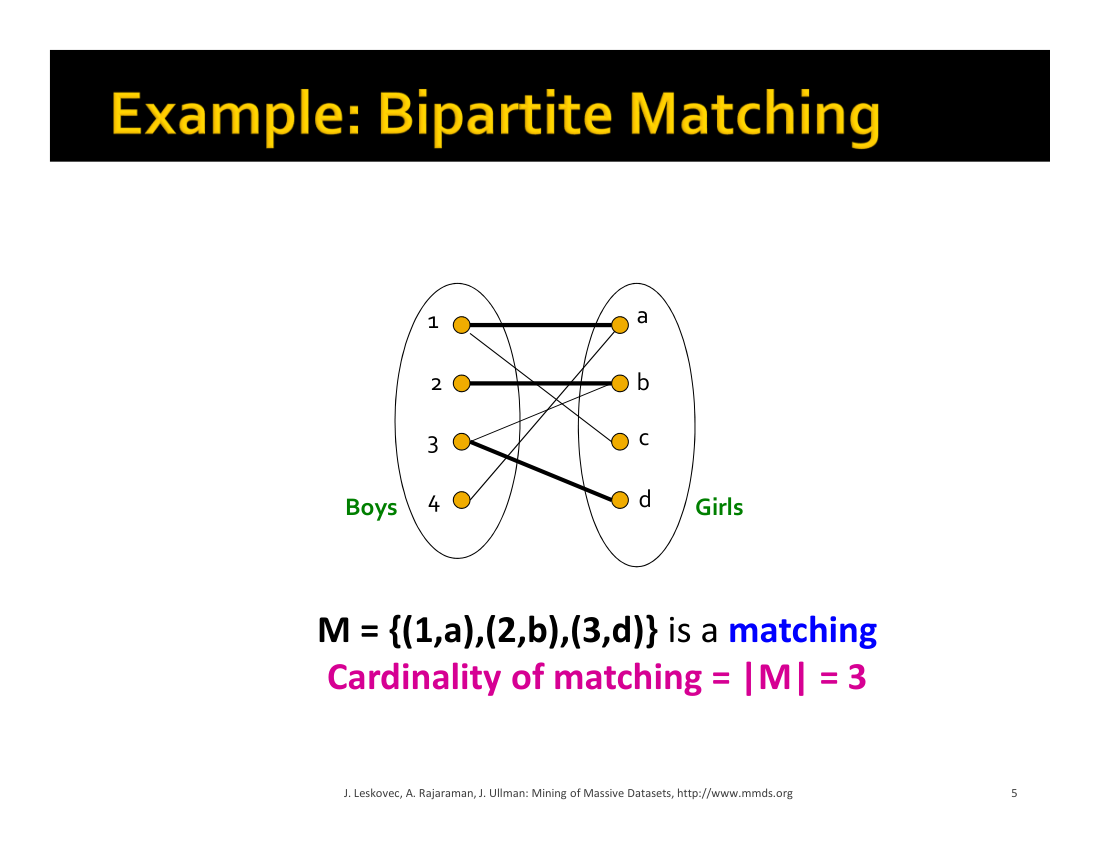 Example: Bipartite Matching
1
a
2
b
3
c
4
d
Boys
Girls
M = {(1,a),(2,b),(3,d)} is a matching
Cardinality of matching = |M| = 3
J. Leskovec, A. Rajaraman, J. Ullman: Mining of Massive Datasets, http://www.mmds.org
5